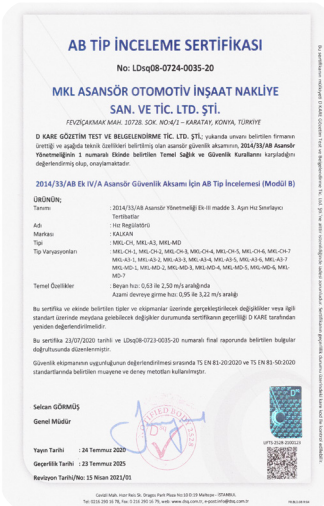 AB TİP İNCELEME SERTİFİKASI
No: LDsq08-0724-0035-20
MKL ASANSÖR OTOMOTİV İNŞAAT NAKLİYE
SAN. VE TİC. LTD. ŞTİ.
FEVZİÇAKMAK MAH. 10728. SOK. NO:4/1 – KARATAY, KONYA, TÜRKİYE
D KARE GÖZETİM TEST VE BELGELENDİRME TİC. LTD. ŞTİ.; yukarıda unvanı belirtilen firmanın
ürettiği ve aşağıda teknik özellikleri belirtilmiş olan asansör güvenlik aksamının, 2014/33/AB Asansör
Yönetmeliğinin 1 numaralı Ekinde belirtilen Temel Sağlık ve Güvenlik Kurallarını karşıladığını
değerlendirmiş olup, onaylamaktadır.
2014/33/AB Ek IV/A Asansör Güvenlik Aksamı İçin AB Tip İncelemesi (Modül B)
ÜRÜNÜN;
Tanımı : 2014/33/AB Asansör Yönetmeliği Ek-III madde 3. Aşırı Hız Sınırlayıcı
Tertibatlar
Adı : Hız Regülatörü
Markası : KALKAN
Tipi : MKL-CH, MKL-A3, MKL-MD
Tip Varyasyonları : MKL-CH-1, MKL-CH-2, MKL-CH-3, MKL-CH-4, MKL-CH-5, MKL-CH-6, MKL-CH-7
MKL-A3-1, MKL-A3-2, MKL-A3-3, MKL-A3-4, MKL-A3-5, MKL-A3-6, MKL-A3-7
MKL-MD-1, MKL-MD-2, MKL-MD-3, MKL-MD-4, MKL-MD-5, MKL-MD-6, MKL-
MD-7
Temel Özellikler : Beyan hızı: 0,63 ile 2,50 m/s aralığında
Azami devreye girme hızı: 0,95 ile 3,22 m/s aralığı
Bu sertifika ve ekinde belirtilen tipler ve ekipmanlar çerçevesinde gerçekleştirilecek değişiklikler veya ilgili
standart üzerinde meydana gelebilecek değişikler durumunda sertifikanın geçerliliği D KARE tarafından
yeniden değerlendirilmelidir.
Bu sertifika 23/07/2020 tarihli ve LDsq08-0723-0035-20 numaralı final raporunda belirtilen bulgular
doğrultusunda düzenlenmiştir.
Güvenlik ekipmanının uygunluğunun değerlendirilmesi sırasında TS EN 81-20:2020 ve TS EN 81-50:2020
standartlarında belirtilen muayene ve deney metotları kullanılmıştır.
Selcan GÖRMÜŞ
Genel Müdür
Yayın Tarihi : 24 Temmuz 2020
Geçerlilik Tarihi : 23 Temmuz 2025
Revizyon Tarihi/No: 15 Nisan 2021/01